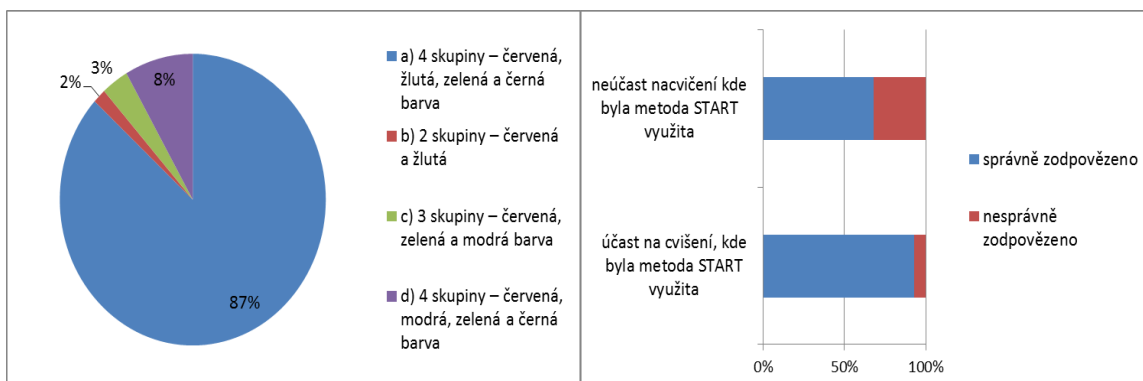 3%
8%
2%
87%
a) 4 skupiny – červená,
žlutá, zelená a černá
barva
b) 2 skupiny – červená
a žlutá
c) 3 skupiny – červená,
zelená a modrá barva
d) 4 skupiny – červená,
modrá, zelená a černá
barva
neúčast nacvičení kde
byla metoda START
využita
účast na cvišení, kde
byla metoda START
využita
0%
50%
100%
správně zodpovězeno
nesprávně
zodpovězeno